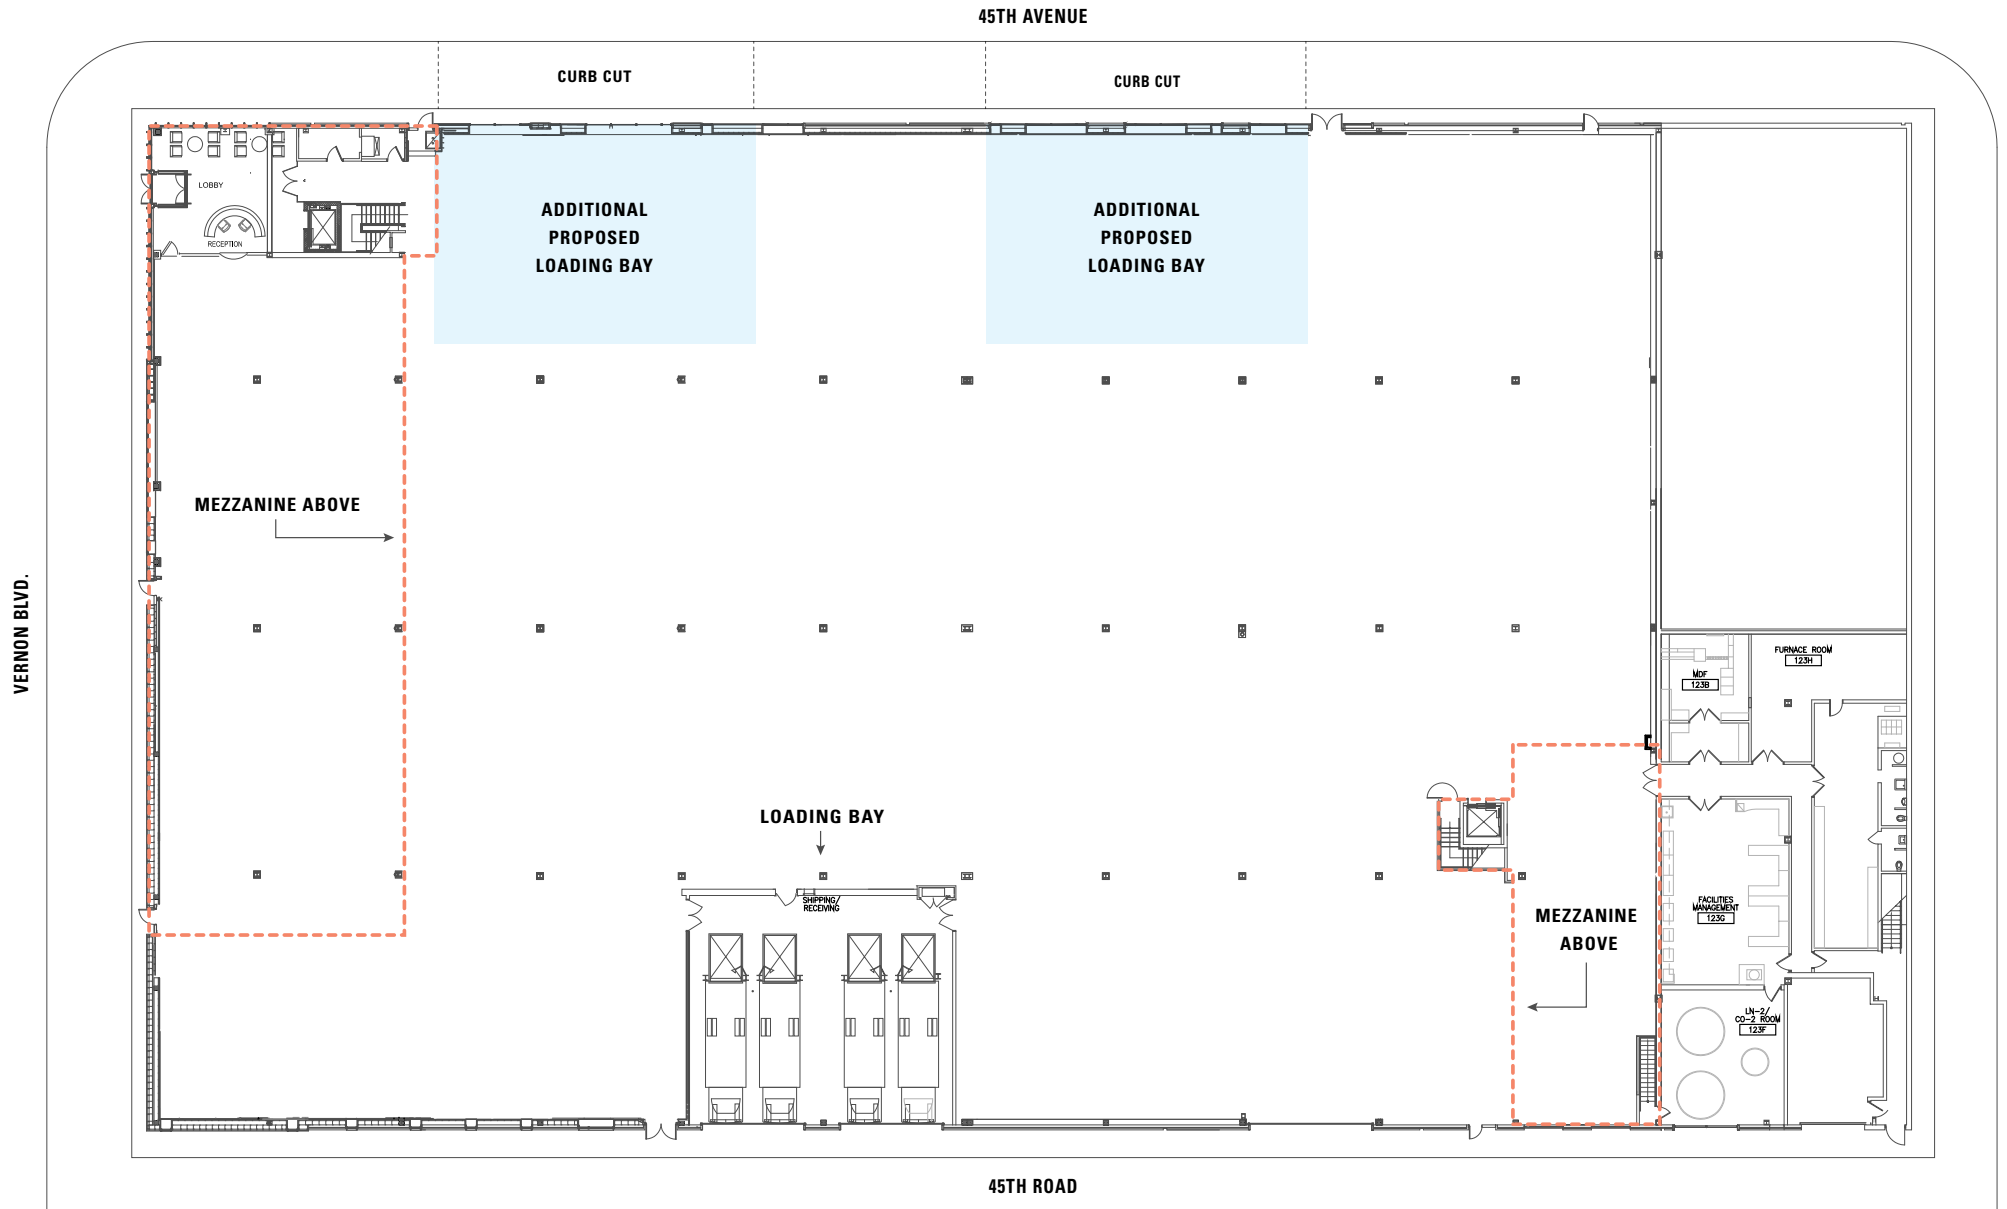 45TH AVENUE
CURB CUT
CURB CUT
LOBBY
RECEPTION
ADDITIONAL
PROPOSED
LOADING BAY
ADDITIONAL
PROPOSED
LOADING BAY
MEZZANINE ABOVE
VERNON BLVD.
FURNACE ROOM
123H
MDF
123B
LOADING BAY
SHIPPING/
RECEIVING
MEZZANINE
ABOVE
FACILITIES
MANAGEMENT
123G
LN-2/
CO-2 ROOM
123F
45TH ROAD